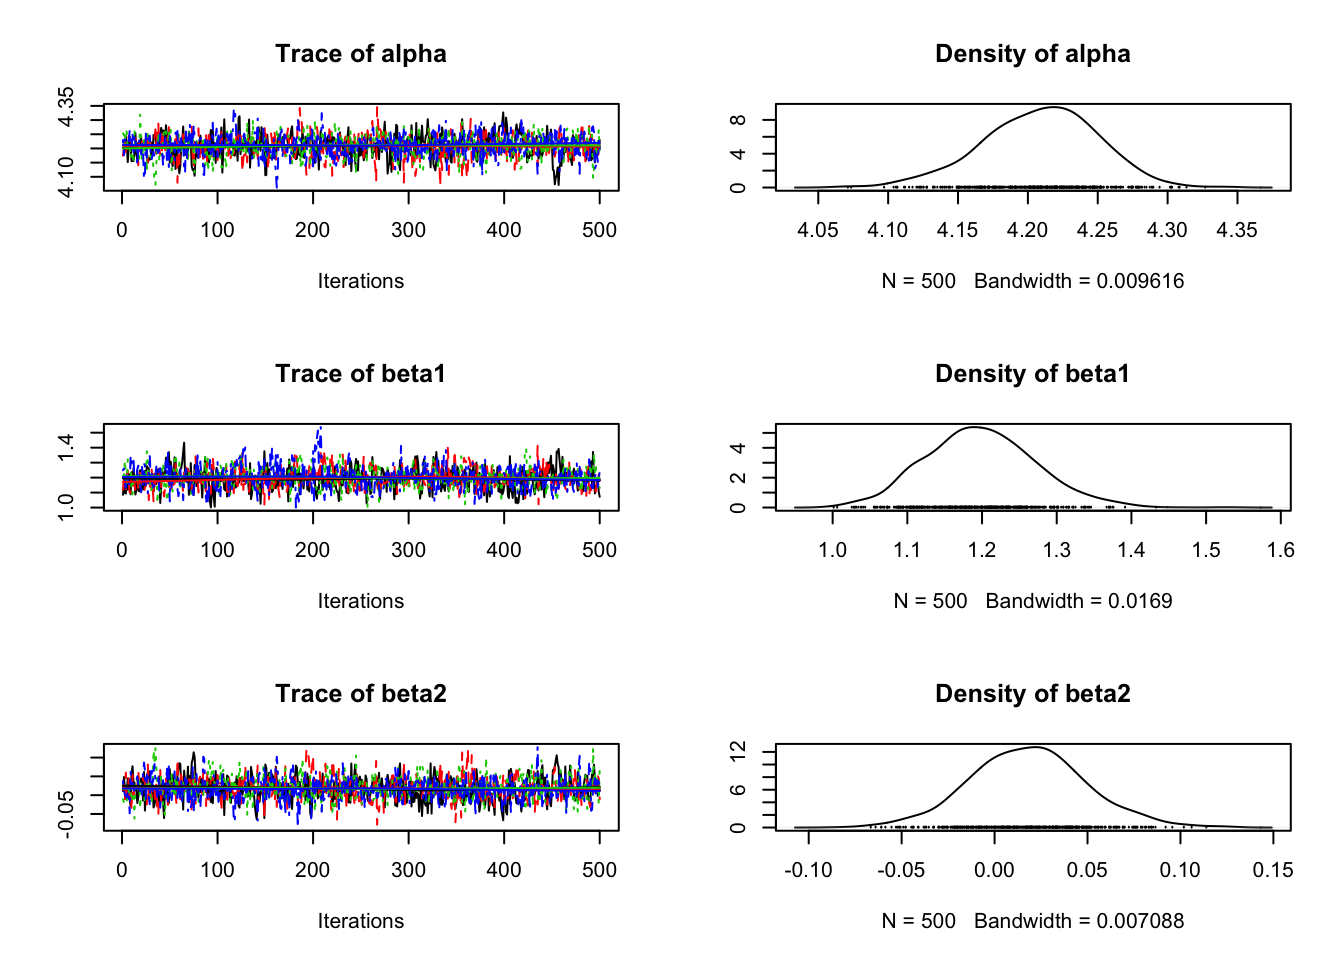 Trace of alpha
4.10 4.35
0 100 200 300 400 500
Iterations
Density of alpha
0 4 8
4.05 4.10 4.15 4.20 4.25 4.30 4.35
N = 500 Bandwidth = 0.009616
Trace of beta1
1.0 1.4
0 100 200 300 400 500
Iterations
Density of beta1
0 2 4
1.0 1.1 1.2 1.3 1.4 1.5 1.6
N = 500 Bandwidth = 0.0169
Trace of beta2
-0.05
0 100 200 300 400 500
Iterations
Density of beta2
0 6 12
-0.10 -0.05 0.00 0.05 0.10 0.15
N = 500 Bandwidth = 0.007088